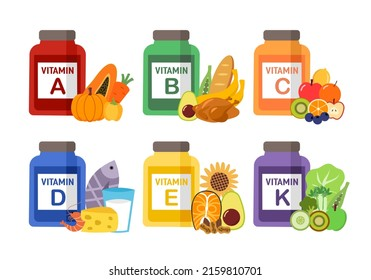 VITAMIN
A
VITAMIN
B
VITAMIN
C
VITAMIN
D
VITAMIN
E
VITAMIN
K
shutterstock.com · 2159810701